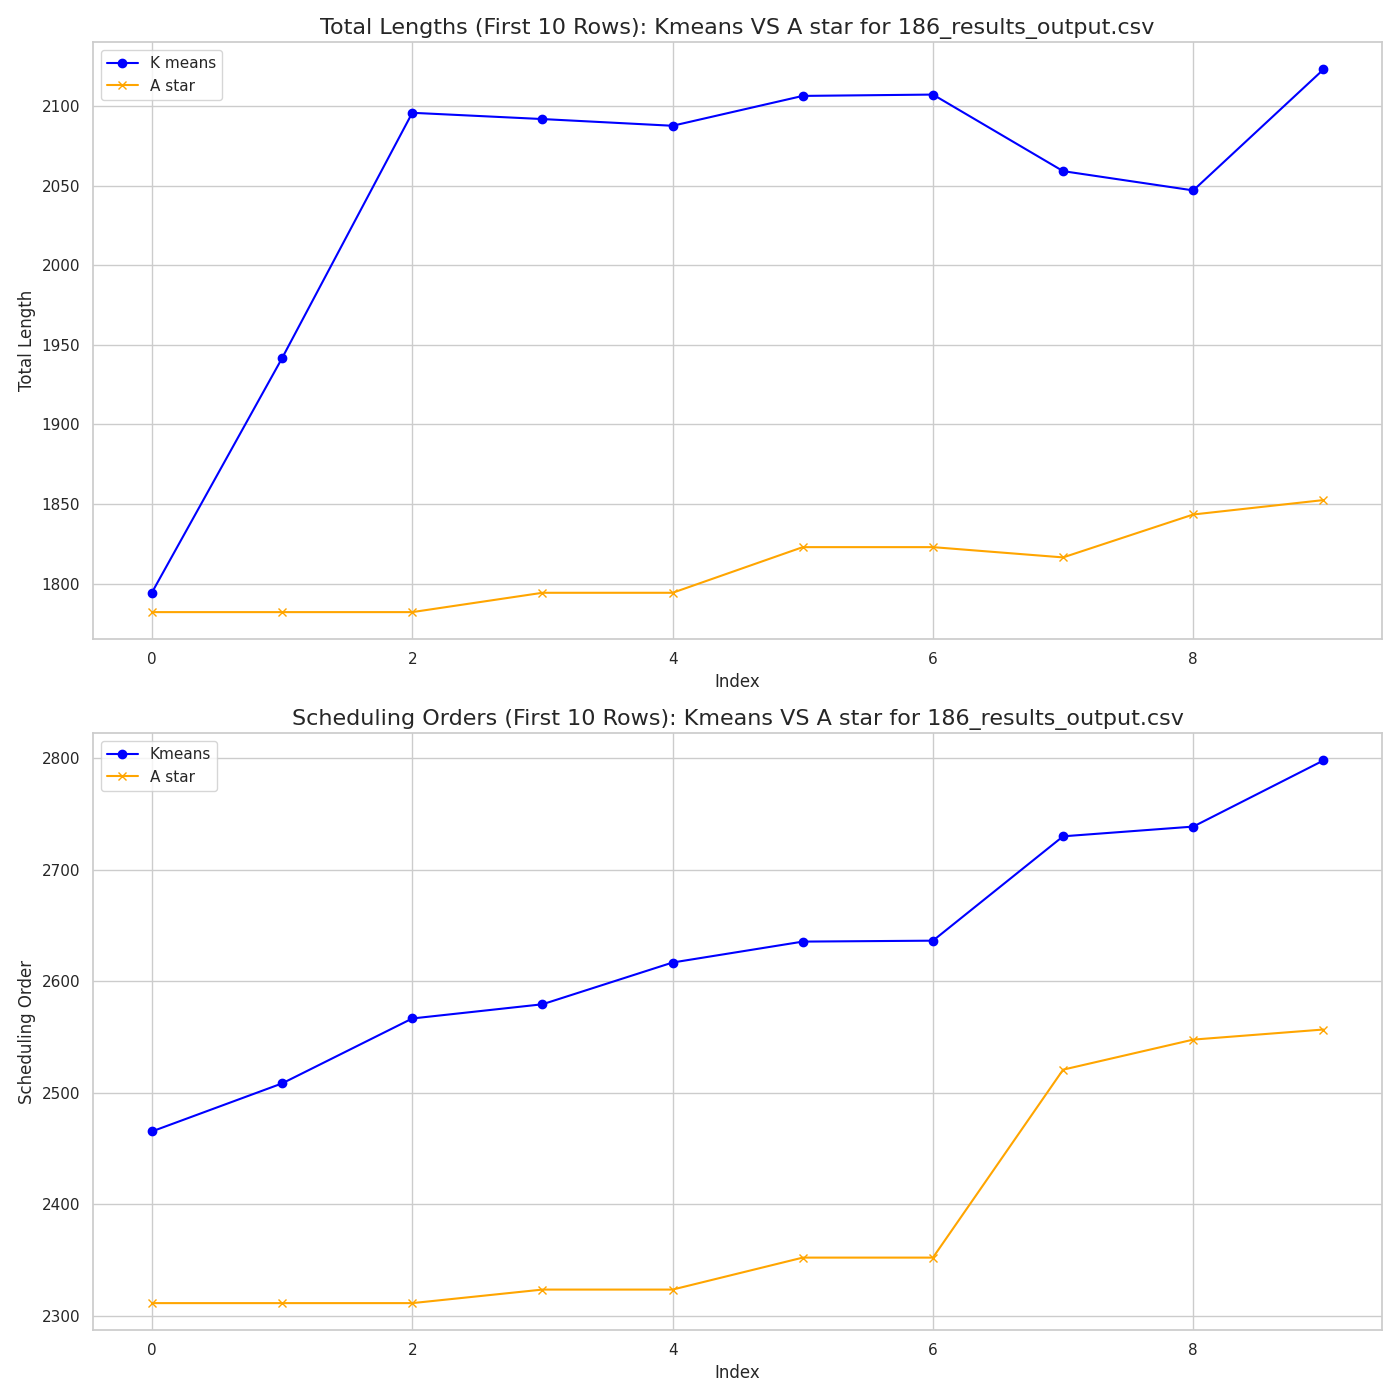 Total Lengths (First 10 Rows): Kmeans VS A star for 186_results_output.csv
K means
A star
2100
2050
2000
1950
1900
1850
1800
Total Length
0 2 4 6 8
Index
Scheduling Orders (First 10 Rows): Kmeans VS A star for 186_results_output.csv
Kmeans
A star
2800
2700
2600
2500
2400
2300
Scheduling Order
0 2 4 6 8
Index